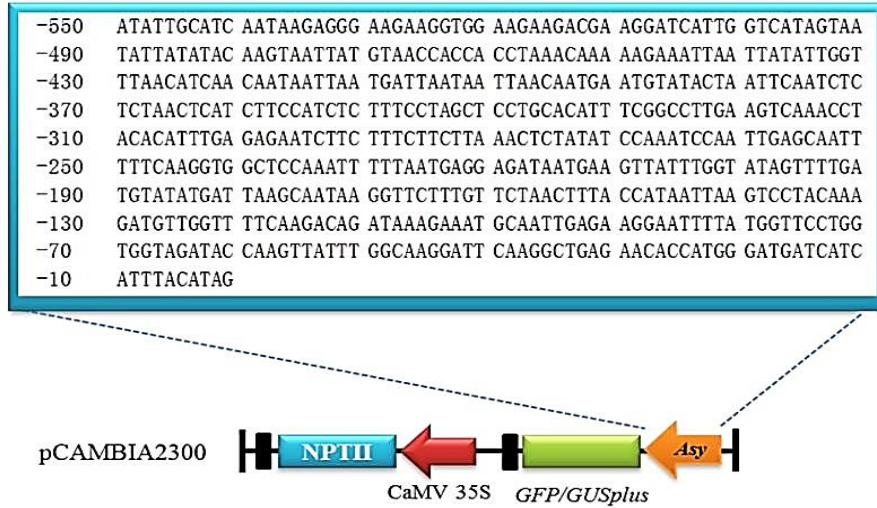 -550 ATATTGCATC AATAAGAGGG AAGAAGGTGG AAGAAGACGA AGGATCATTG GTCATAGTAA
-490 TATTATATAC AAGTAATTAT GTAACCACCA CCTAAACAAA AAGAAATTAA TTATATTGGT
-430 TTAACATCAA CAATAATTAA TGATTAATAA TTAACAATGA ATGTATACTA ATTCAATCTC
-370 TCTAACTCAT CTTCCATCTC TTTCCTAGCT CCTGCACATT TCGGCCTTGA AGTCAAACCT
-310 ACACATTTGA GAGAATCTTC TTTCTTCTTA AACTCTATAT CCAAATCCAA TTGAGCAATT
-250 TTTCAAGGTG GCTCCAAATT TTTAATGAGG AGATAATGAA GTTATTTGGT ATAGTTTTGA
-190 TGTATATGAT TAAGCAATAA GGTTCTTTGT TCTAACTTTA CCATAATTAA GTCCTACAAA
-130 GATGTTGGTT TTCAAGACAG ATAAAGAAAT GCAATTGAGA AGGAATTTTA TGGTTCCTGG
-70 TGGTAGATAC CAAGTTATTT GGCAAGGATT CAAGGCTGAG AACACCATGG GATGATCATC
-10 ATTTACATAG
pCAMBIA2300 NPTII Asy
CaMV 35S GFP/GUSplus